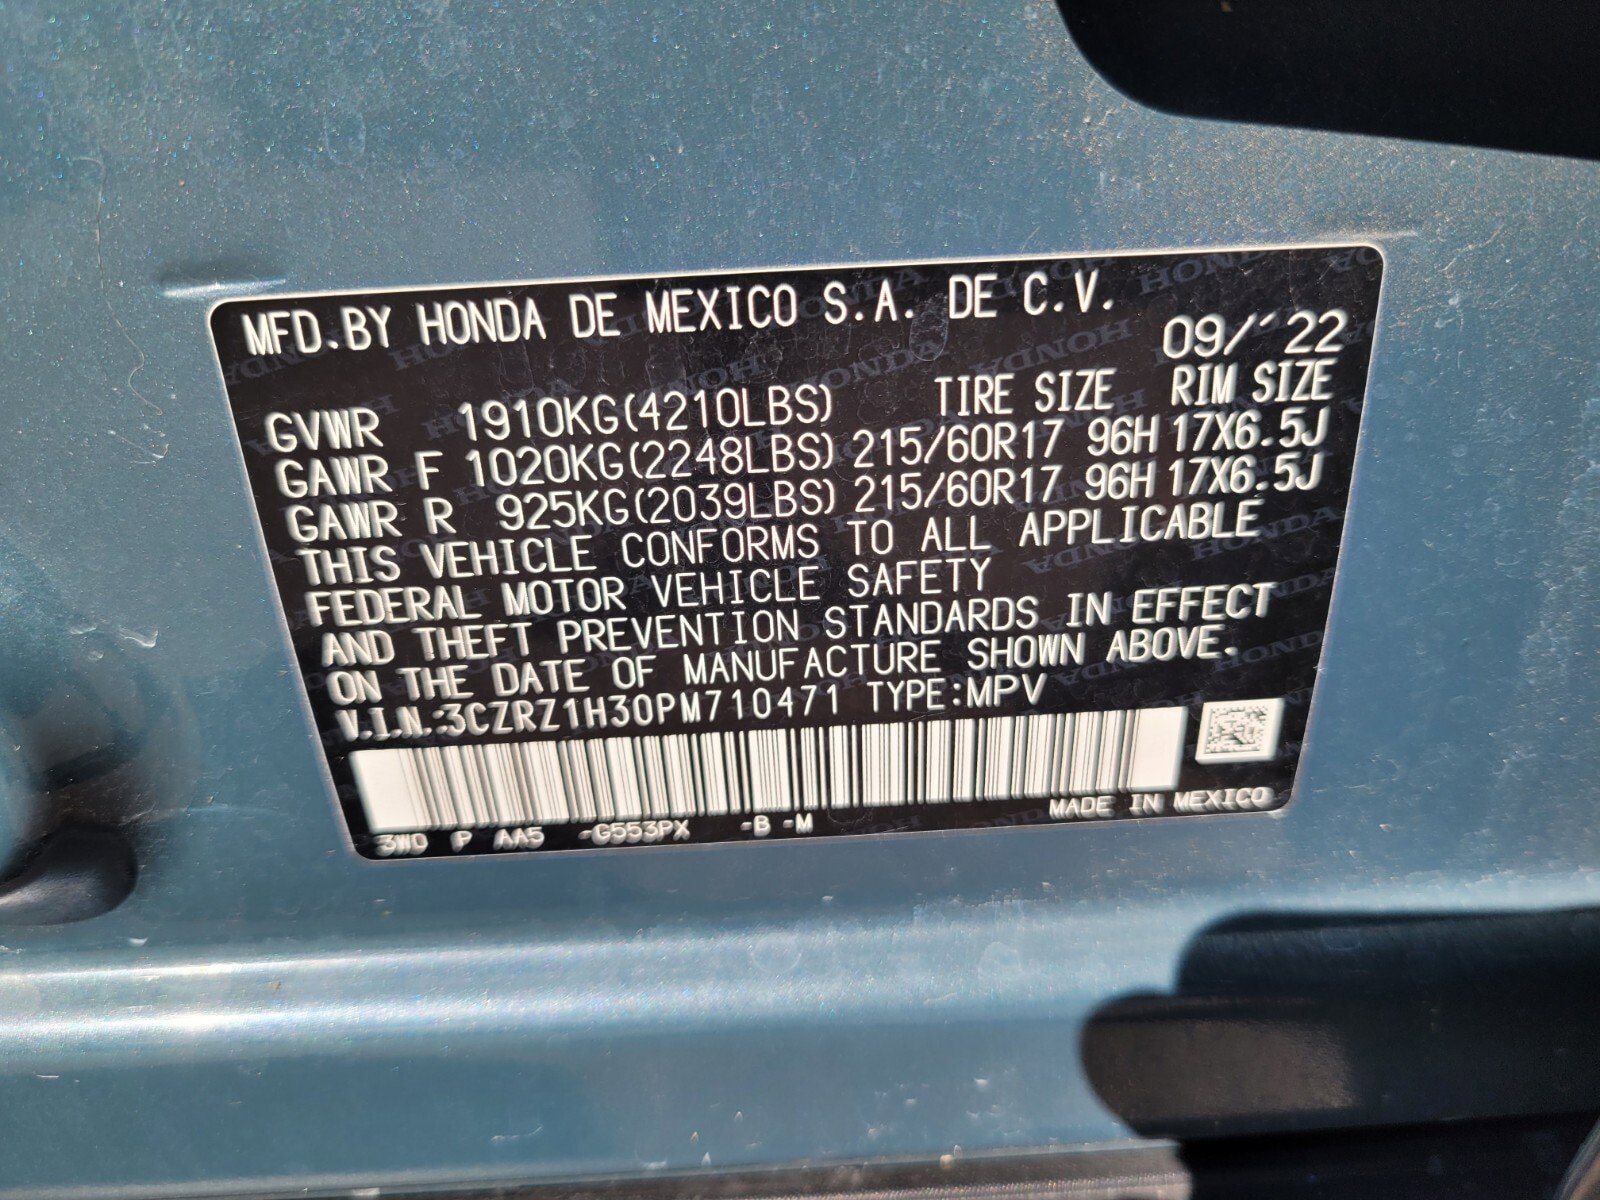 MFD.BY HONDA DE MEXICO S.A. DE C.V.
09/'22
TIRE SIZE RIM SIZE
GVWR 1910KG(4210LBS)
GAWR F 1020KG(2248LBS) 215/60R17 96H 17X6.5J
GAWR R 925KG(2039LBS) 215/60R17 96H 17X6.5J
THIS VEHICLE CONFORMS TO ALL APPLICABLE
FEDERAL MOTOR VEHICLE SAFETY
AND THEFT PREVENTION STANDARDS IN EFFECT
ON THE DATE OF MANUFACTURE SHOWN ABOVE.
V.I.N.:3CZRZ1H30PM710471 TYPE:MPV
MADE IN MEXICO
3W0 P AA5 -G553PX -B -M